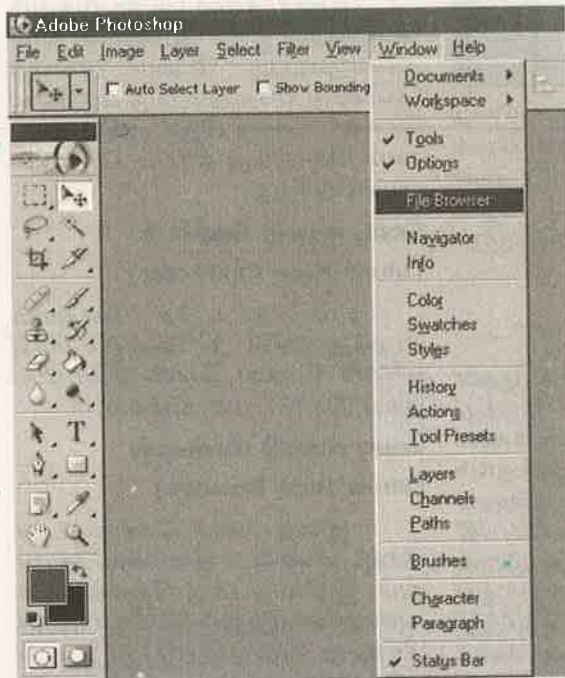 Adobe Photoshop
File Edit Image Layer Select Filter View Window Help
Auto Select Layer Show Bounding
Documents
Workspace
Tools
Options
File Browser
Navigator
Info
Color
Swatches
Styles
History
Actions
Tool Presets
Layers
Channels
Paths
Brushes
Character
Paragraph
Status Bar